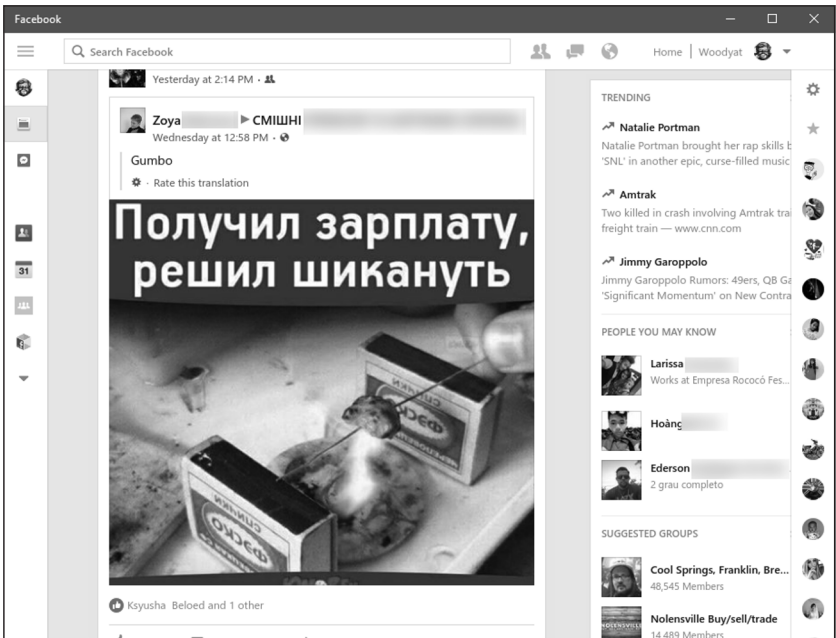 Facebook
Search Facebook
Home
Woodyat
Yesterday at 2:14 PM ·
Zoya ▶ СМІШНІ
Wednesday at 12:58 PM ·
Gumbo
· Rate this translation
Получил зарплату,
решил шикануть
СПИЧКИ
ФЭСКО
СПИЧКИ
ФЭСКО
Ksyusha Beloed and 1 other
31
TRENDING
Natalie Portman
Natalie Portman brought her rap skills b
'SNL' in another epic, curse-filled music
Amtrak
Two killed in crash involving Amtrak trai
freight train — www.cnn.com
Jimmy Garoppolo
Jimmy Garoppolo Rumors: 49ers, QB Ga
'Significant Momentum' on New Contra
PEOPLE YOU MAY KNOW
Larissa
Works at Empresa Rococó Fes...
Hoàng
Ederson
2 grau completo
SUGGESTED GROUPS
Cool Springs, Franklin, Bre...
48,545 Members
NOLENSVILLE
Nolensville Buy/sell/trade
14,489 Members